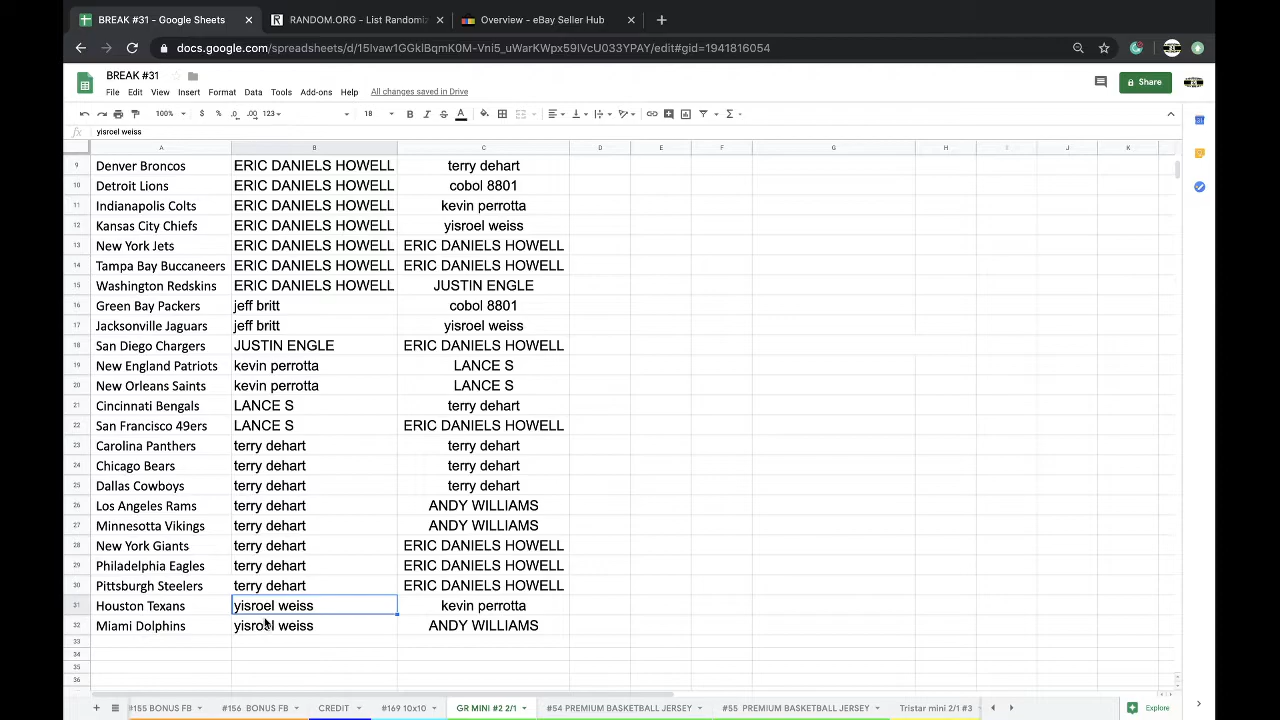 BREAK #31 - Google Sheets
RANDOM.ORG - List Randomiz
Overview - eBay Seller Hub
BREAK #31
File Edit View Insert Format Data Tools Add-ons Help All changes saved in Drive
Share
100% $ % .0 .00 123 18 B I S A
fx yisroel weiss
A B C D E F G H I J K
9 Denver Broncos ERIC DANIELS HOWELL terry dehart
10 Detroit Lions ERIC DANIELS HOWELL cobol 8801
11 Indianapolis Colts ERIC DANIELS HOWELL kevin perrotta
12 Kansas City Chiefs ERIC DANIELS HOWELL yisroel weiss
13 New York Jets ERIC DANIELS HOWELL ERIC DANIELS HOWELL
14 Tampa Bay Buccaneers ERIC DANIELS HOWELL ERIC DANIELS HOWELL
15 Washington Redskins ERIC DANIELS HOWELL JUSTIN ENGLE
16 Green Bay Packers jeff britt cobol 8801
17 Jacksonville Jaguars jeff britt yisroel weiss
18 San Diego Chargers JUSTIN ENGLE ERIC DANIELS HOWELL
19 New England Patriots kevin perrotta LANCE S
20 New Orleans Saints kevin perrotta LANCE S
21 Cincinnati Bengals LANCE S terry dehart
22 San Francisco 49ers LANCE S ERIC DANIELS HOWELL
23 Carolina Panthers terry dehart terry dehart
24 Chicago Bears terry dehart terry dehart
25 Dallas Cowboys terry dehart terry dehart
26 Los Angeles Rams terry dehart ANDY WILLIAMS
27 Minnesotta Vikings terry dehart ANDY WILLIAMS
28 New York Giants terry dehart ERIC DANIELS HOWELL
29 Philadelphia Eagles terry dehart ERIC DANIELS HOWELL
30 Pittsburgh Steelers terry dehart ERIC DANIELS HOWELL
31 Houston Texans yisroel weiss kevin perrotta
32 Miami Dolphins yisroel weiss ANDY WILLIAMS
33
34
35
36
#155 BONUS FB #156 BONUS FB CREDIT #169 10x10 GR MINI #2 2/1 #54 PREMIUM BASKETBALL JERSEY #55 PREMIUM BASKETBALL JERSEY Tristar mini 2/1 #3 Explore